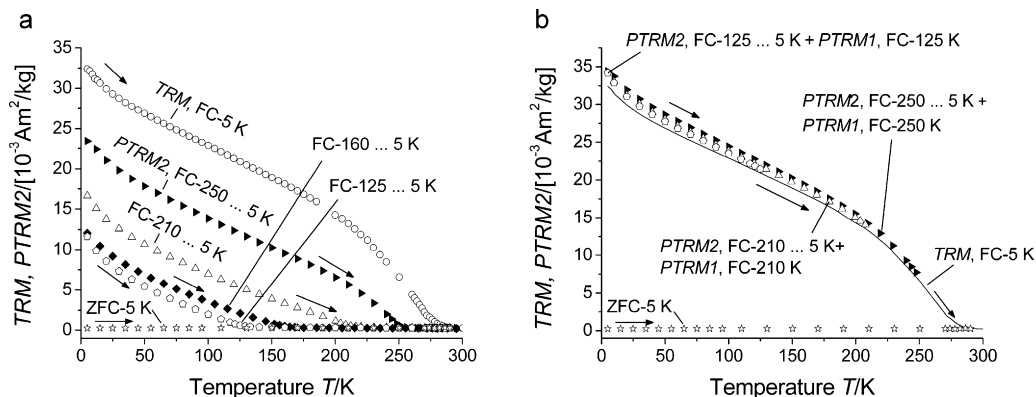 a
TRM, PTRM2/[10⁻³Am²/kg]
35
30
25
20
15
10
5
0
0 50 100 150 200 250 300
Temperature T/K
TRM, FC-5 K
PTRM2, FC-250 ... 5 K
FC-210 ... 5 K
FC-160 ... 5 K
FC-125 ... 5 K
ZFC-5 K
b
TRM, PTRM2/[10⁻³Am²/kg]
35
30
25
20
15
10
5
0
0 50 100 150 200 250 300
Temperature T/K
PTRM2, FC-125 ... 5 K + PTRM1, FC-125 K
PTRM2, FC-250 ... 5 K +
PTRM1, FC-250 K
PTRM2, FC-210 ... 5 K+
PTRM1, FC-210 K
TRM, FC-5 K
ZFC-5 K